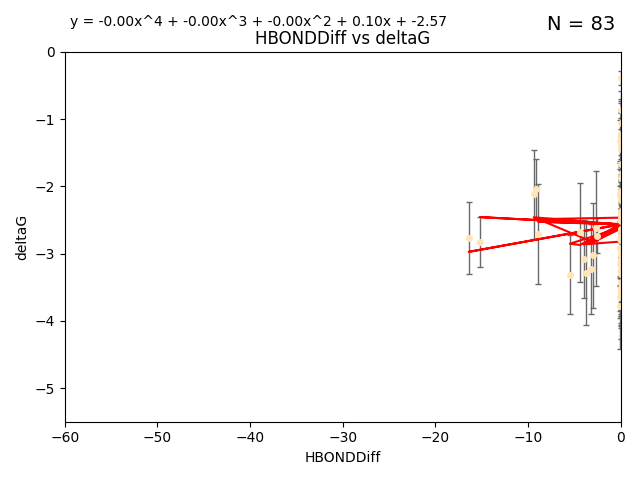 y = -0.00x^4 + -0.00x^3 + -0.00x^2 + 0.10x + -2.57
N = 83
HBONDDiff vs deltaG
0
−1
−2
−3
−4
−5
deltaG
−60
−50
−40
−30
−20
−10
0
HBONDDiff